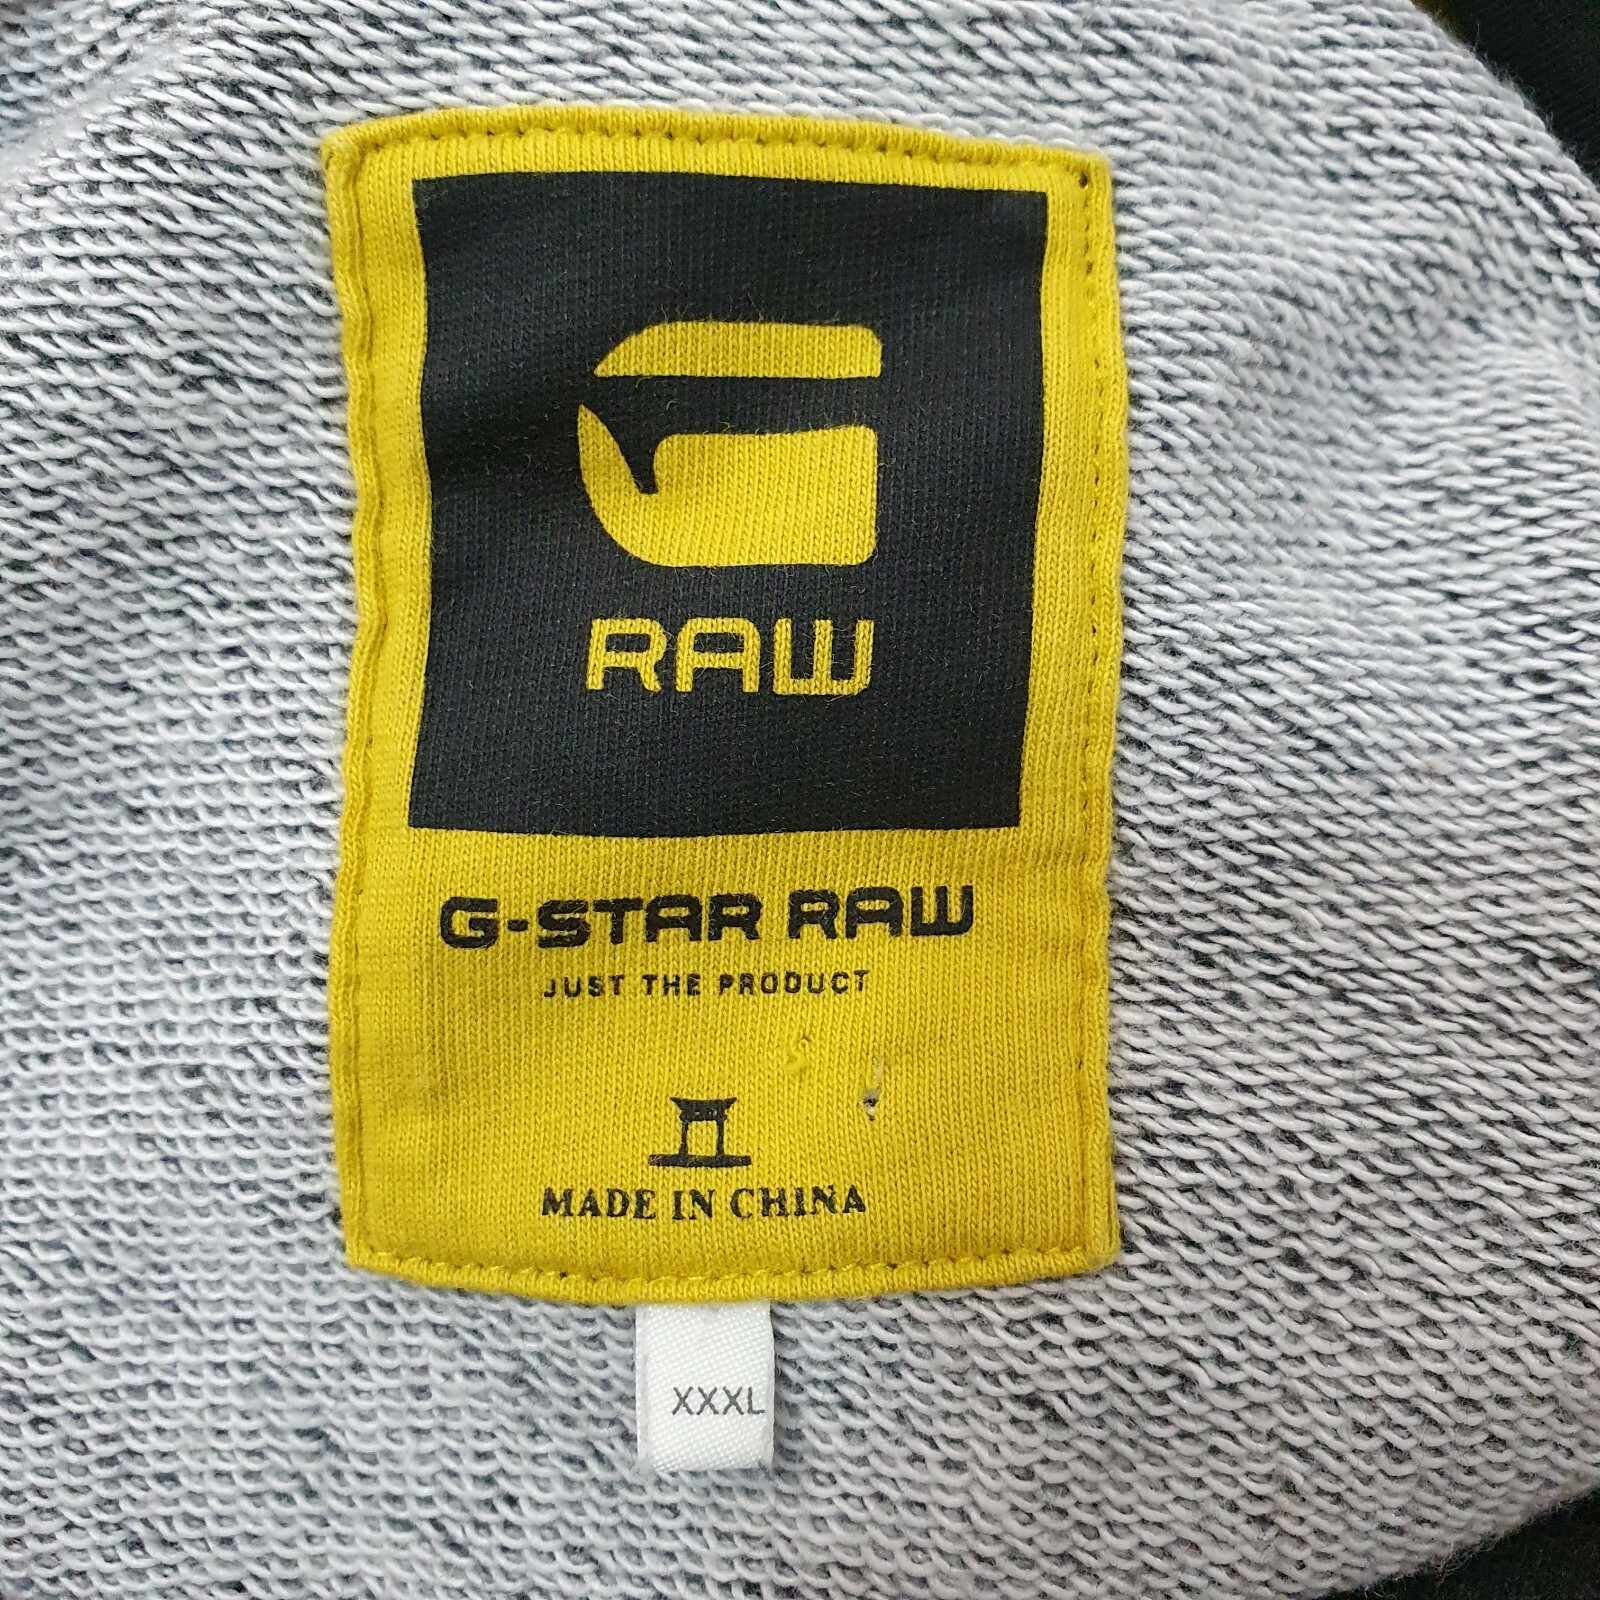 G
RAW
G-STAR RAW
JUST THE PRODUCT
MADE IN CHINA
XXXL